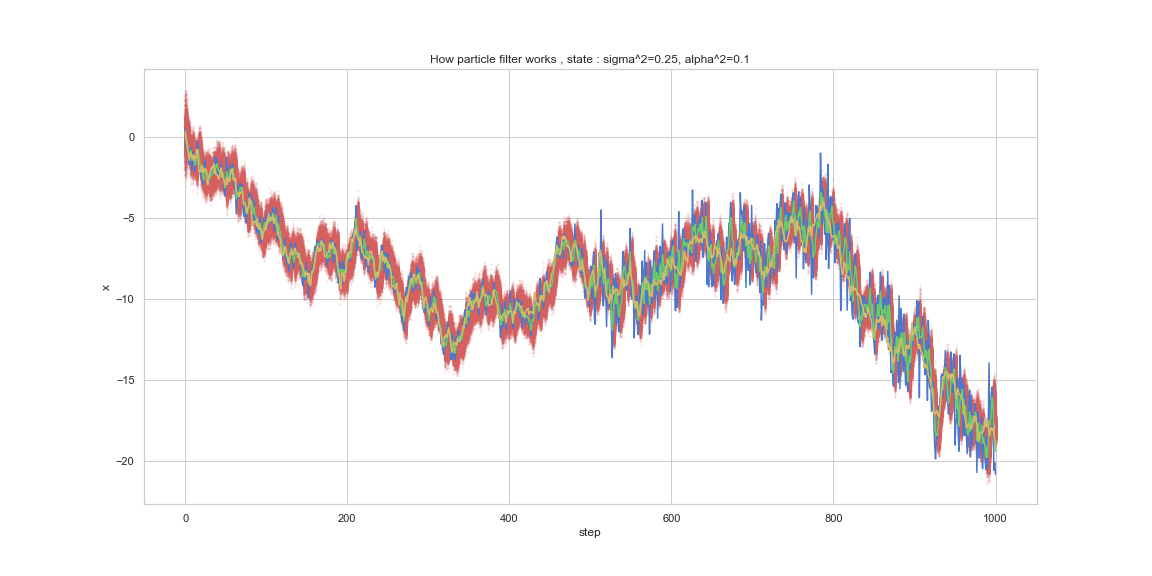 How particle filter works , state : sigma^2=0.25, alpha^2=0.1
x
0
−5
−10
−15
−20
0 200 400 600 800 1000
step